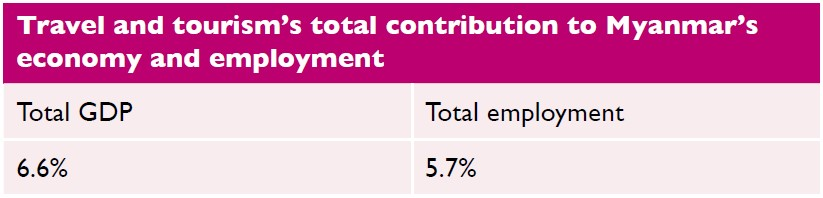 Travel and tourism’s total contribution to Myanmar’s
economy and employment
Total GDP
Total employment
6.6%
5.7%